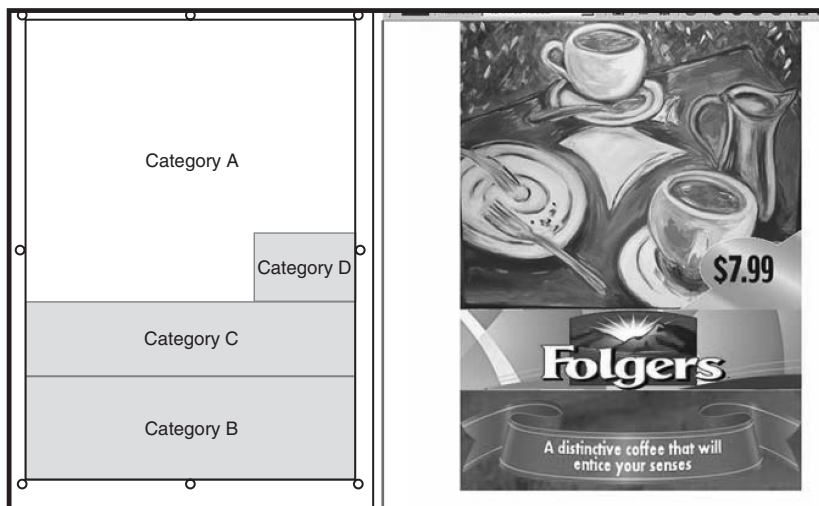 Category A
Category D
Category C
Category B
$7.99
Folgers
A distinctive coffee that will
entice your senses